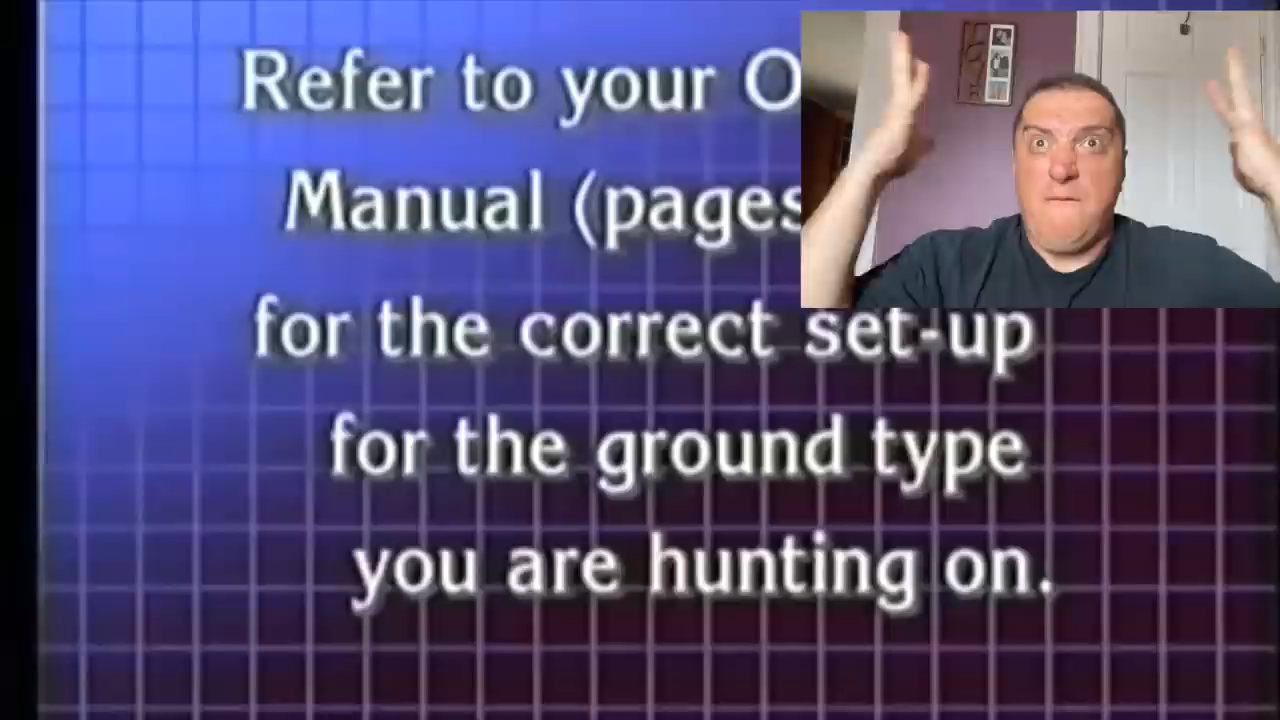 Refer to your
Manual (pages
for the correct set-up
for the ground type
you are hunting on.